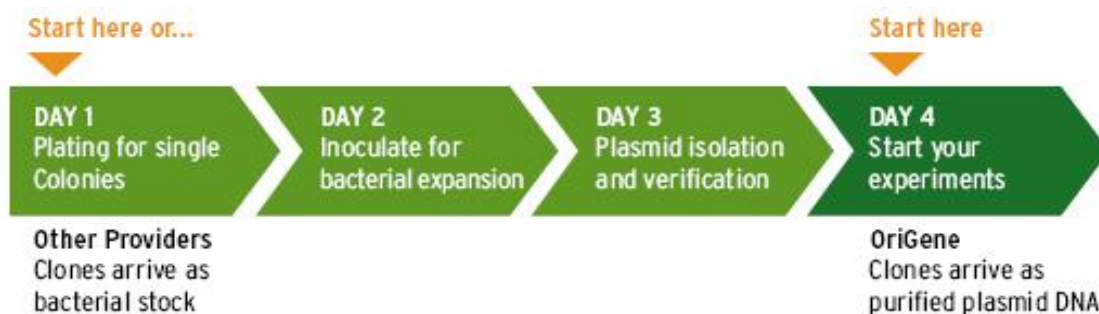 Start here or...
Start here
DAY 1
Plating for single
Colonies
DAY 2
Inoculate for
bacterial expansion
DAY 3
Plasmid isolation
and verification
DAY 4
Start your
experiments
Other Providers
Clones arrive as
bacterial stock
OriGene
Clones arrive as
purified plasmid DNA